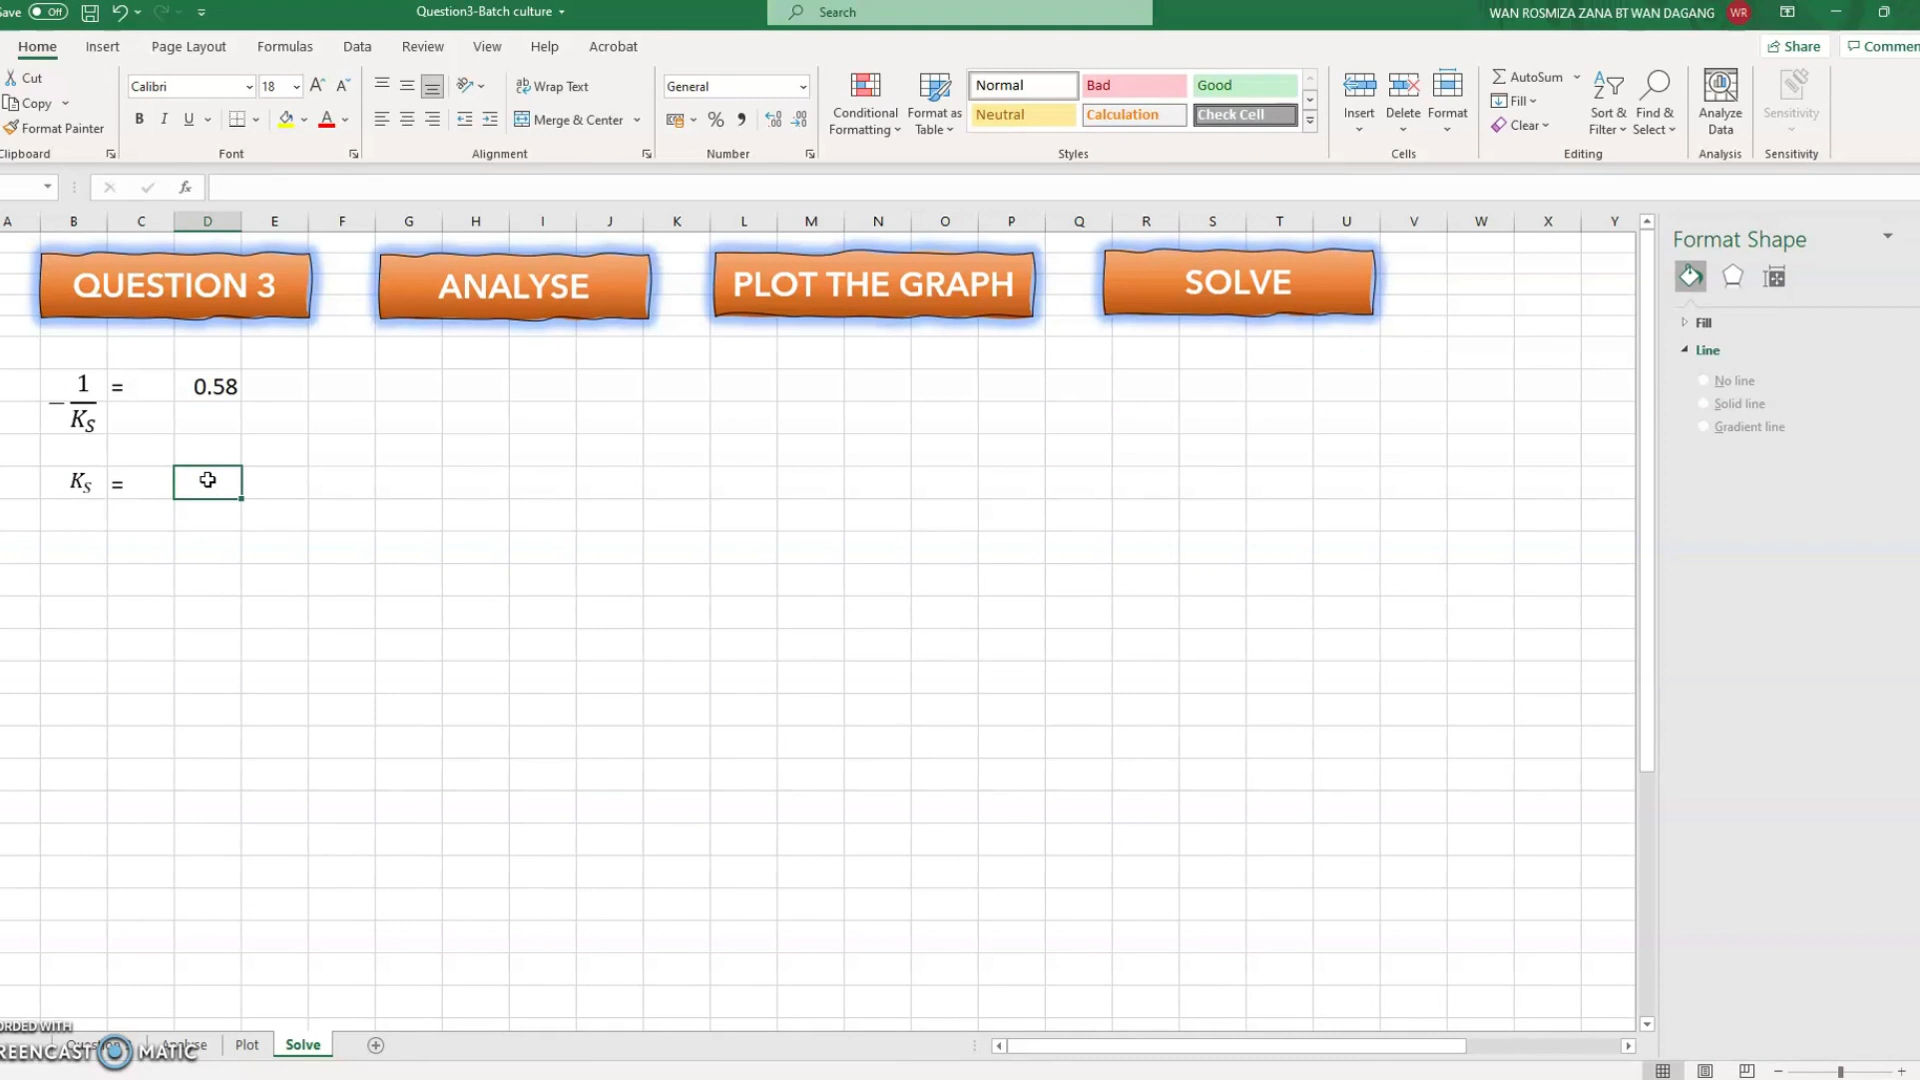 Save Off Question3-Batch culture Search WAN ROSMIZA ZANA BT WAN DAGANG WR
Home Insert Page Layout Formulas Data Review View Help Acrobat Share Commen
Cut
Copy
Format Painter
Clipboard
Calibri 18
B I U
Font
Wrap Text
Merge & Center
Alignment
General
Number
Conditional Formatting
Format as Table
Normal Bad Good
Neutral Calculation Check Cell
Styles
Insert Delete Format
Cells
AutoSum
Fill
Clear
Sort & Filter
Find & Select
Editing
Analyze Data
Analysis
Sensitivity
Sensitivity
fx
A B C D E F G H I J K L M N O P Q R S T U V W X Y
QUESTION 3 ANALYSE PLOT THE GRAPH SOLVE
−1/K_S = 0.58
K_S =
Format Shape
Fill
Line
No line
Solid line
Gradient line
ORDED WITH
REENCAST MATIC
Analyse Plot Solve